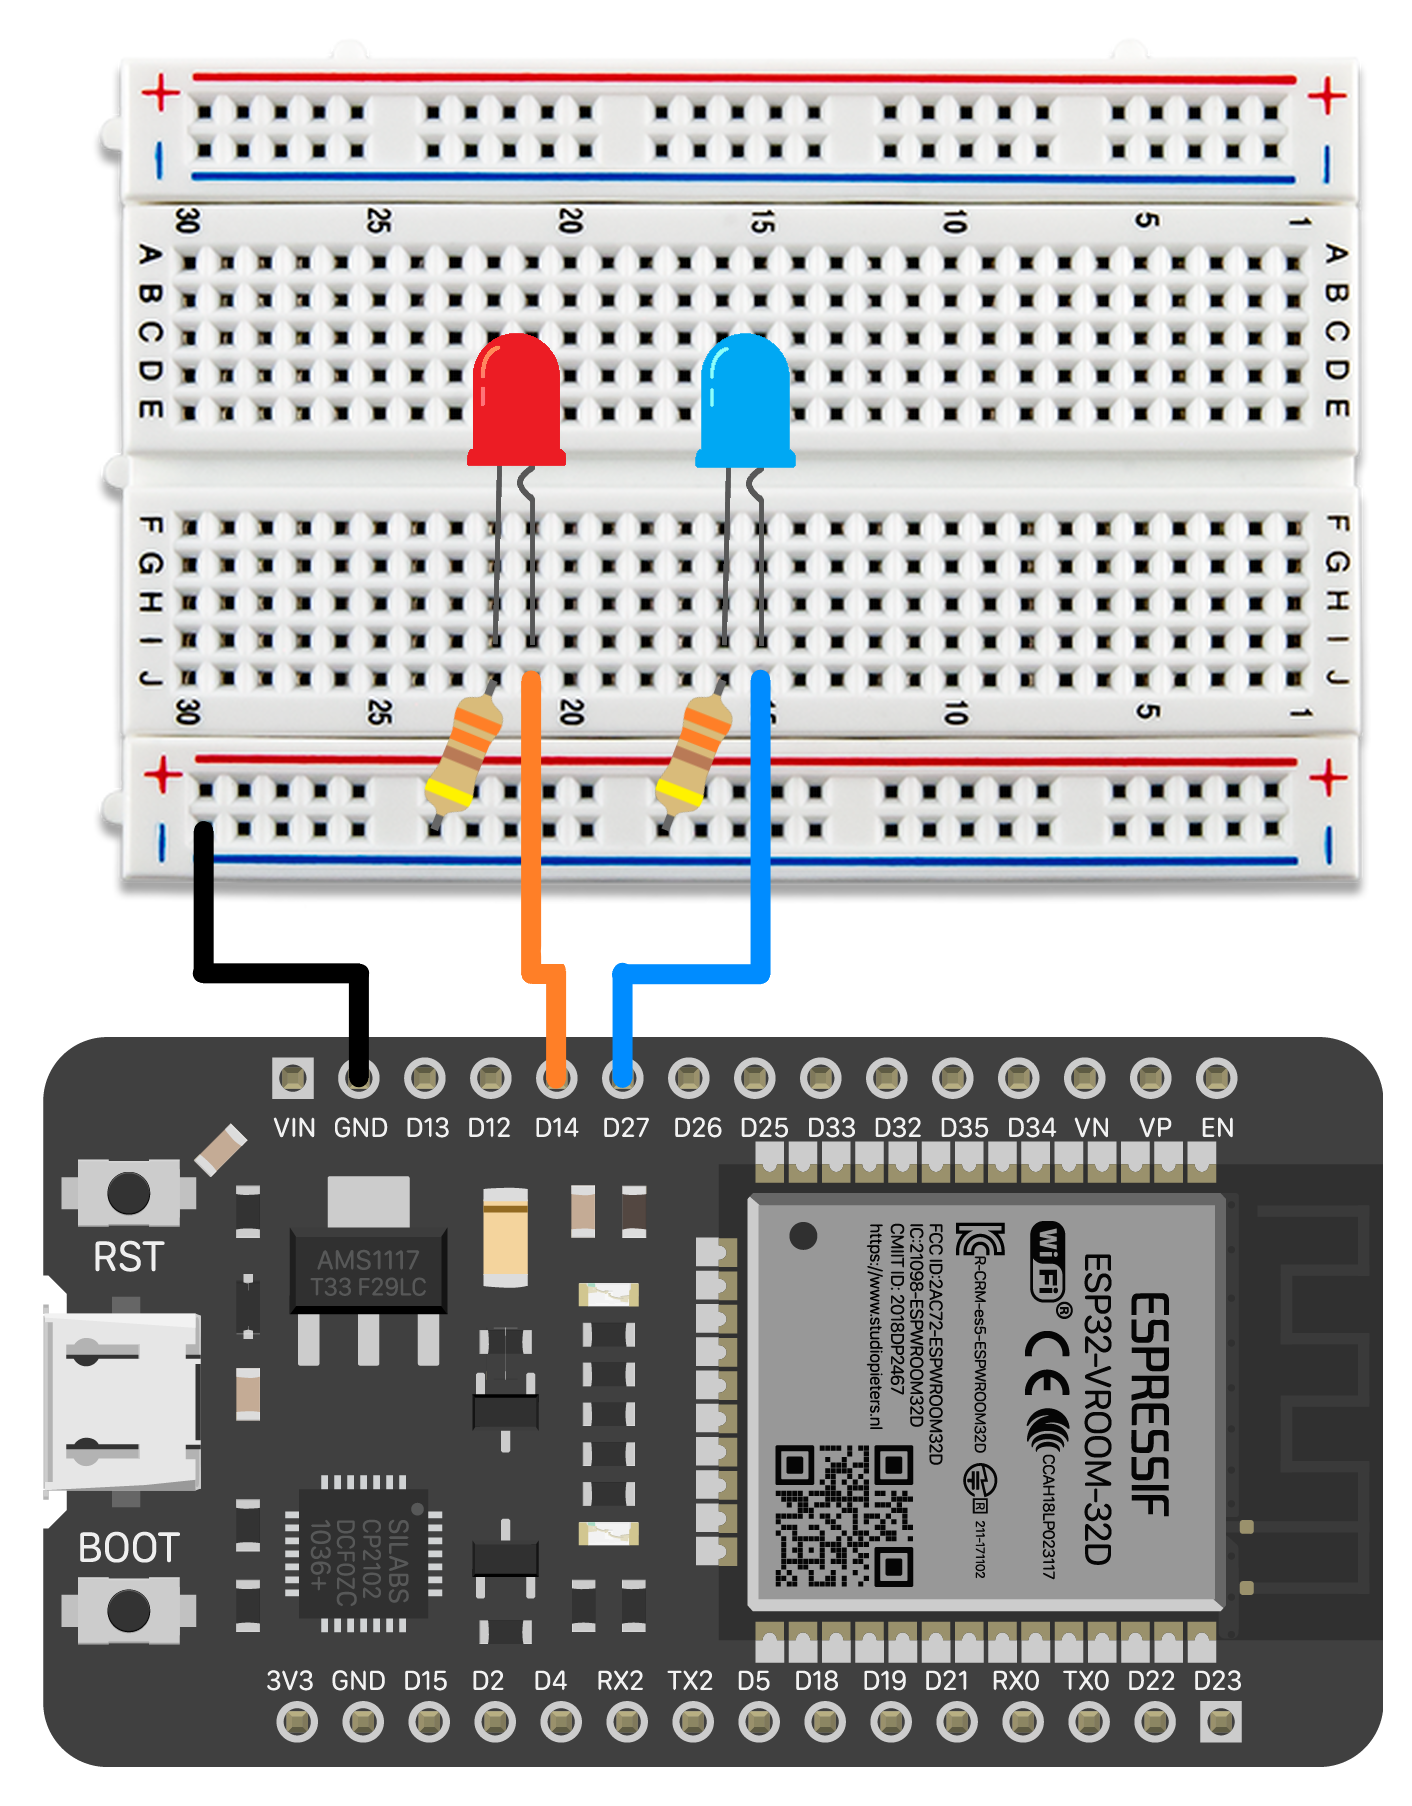 + +
− −
30 25 20 15 10 5 1
A A
B B
C C
D D
E E
F F
G G
H H
I I
J J
30 25 20 15 10 5 1
+ +
− −
VIN GND D13 D12 D14 D27 D26 D25 D33 D32 D35 D34 VN VP EN
RST
AMS1117
T33 F29LC
BOOT
SILABS
CP2102
DCF0ZC
1036+
ESPRESSIF
ESP32-VROOM-32D
WiFi®
CE
CCAH18LP0231T7
R-CRM-es5-ESPWROOM32D
R 211-171102
FCC ID:2AC72-ESPWROOM32D
IC:21098-ESPWROOM32D
CMIIT ID: 2018DP2467
https://www.studiopieters.nl
3V3 GND D15 D2 D4 RX2 TX2 D5 D18 D19 D21 RX0 TX0 D22 D23